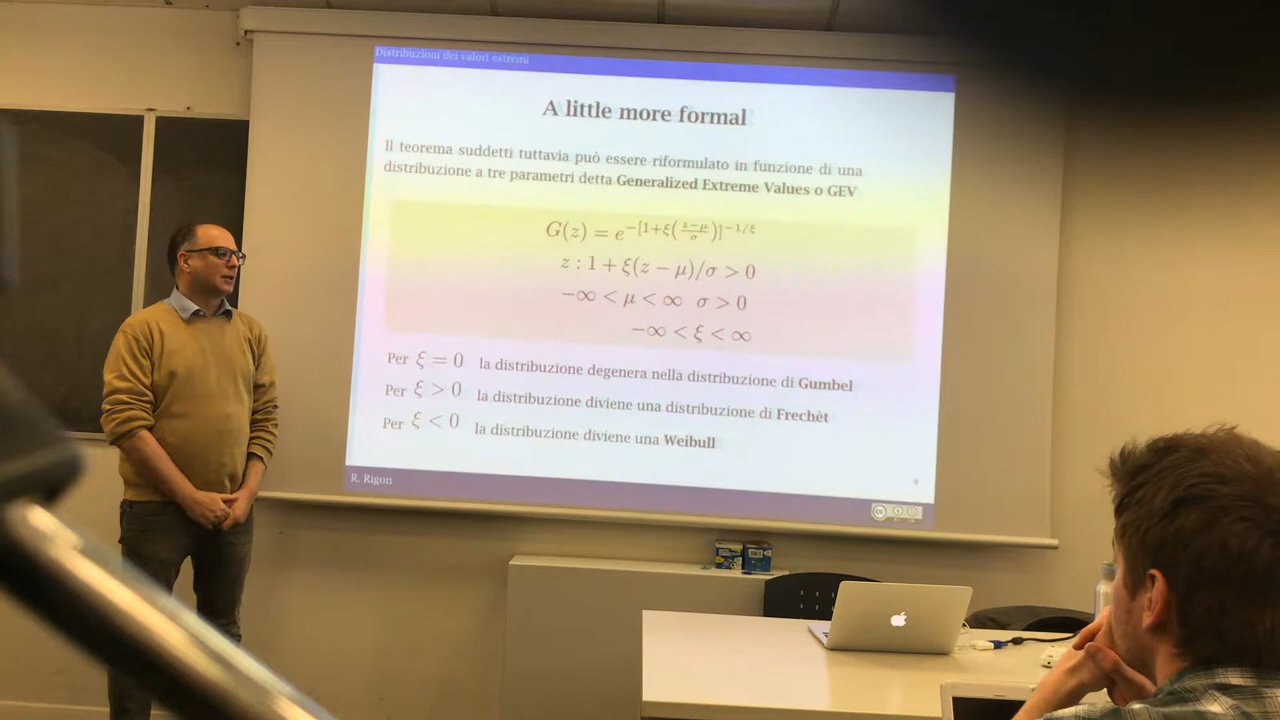 Distribuzioni dei valori estremi
A little more formal
Il teorema suddetti tuttavia può essere riformulato in funzione di una
distribuzione a tre parametri detta Generalized Extreme Values o GEV
G(z) = e^{-[1+ξ(\frac{z-μ}{σ})]^{-1/ξ}}
z : 1 + ξ(z − μ)/σ > 0
−∞ < μ < ∞ σ > 0
−∞ < ξ < ∞
Per ξ = 0 la distribuzione degenera nella distribuzione di Gumbel
Per ξ > 0 la distribuzione diviene una distribuzione di Frechèt
Per ξ < 0 la distribuzione diviene una Weibull
R. Rigon